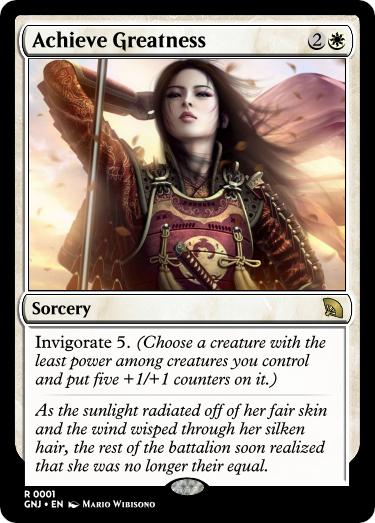 Achieve Greatness 2
Sorcery
Invigorate 5. (Choose a creature with the
least power among creatures you control
and put five +1/+1 counters on it.)
As the sunlight radiated off of her fair skin
and the wind wisped through her silken
hair, the rest of the battalion soon realized
that she was no longer their equal.
R 0001
GNJ • EN Mario Wibisono